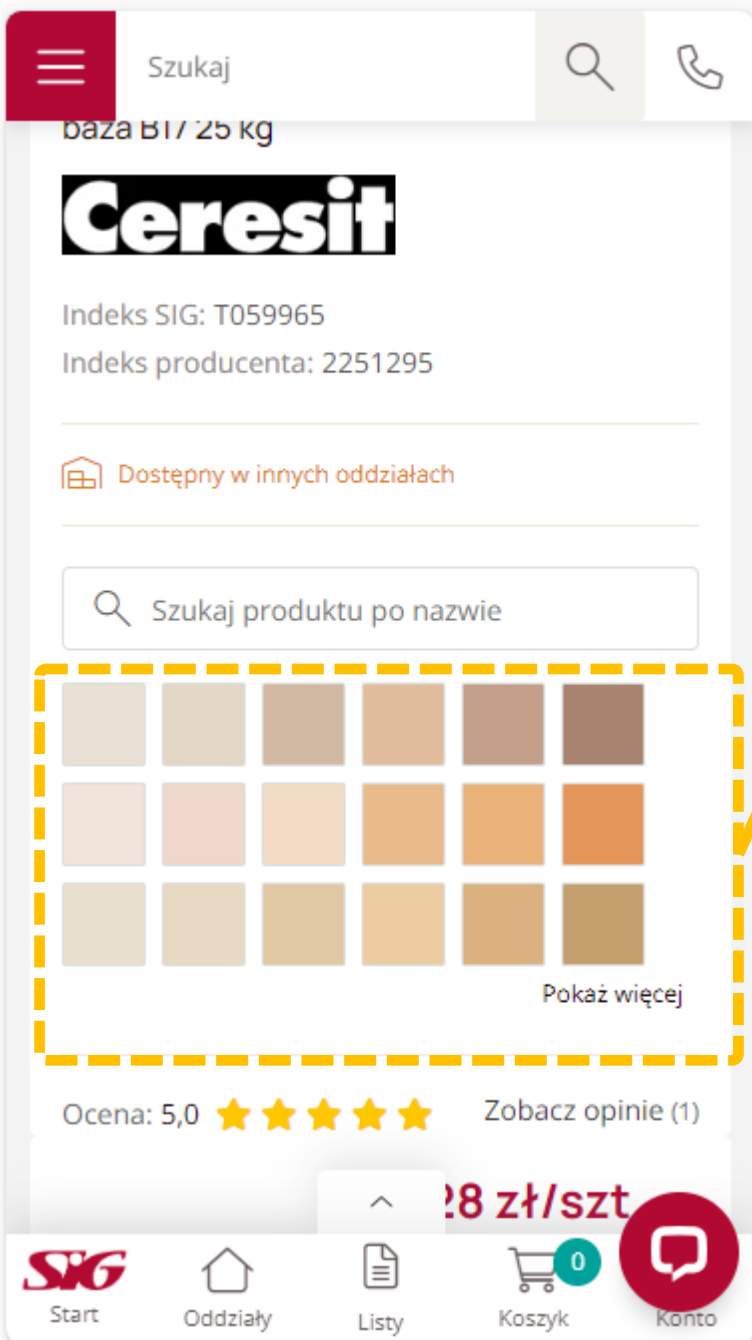 Szukaj
baza B17 25 kg
Ceresit
Indeks SIG: T059965
Indeks producenta: 2251295
Dostępny w innych oddziałach
Szukaj produktu po nazwie
Pokaż więcej
Ocena: 5,0 Zobacz opinie (1)
28 zł/szt
SIG
0
Start Oddziały Listy Koszyk Konto